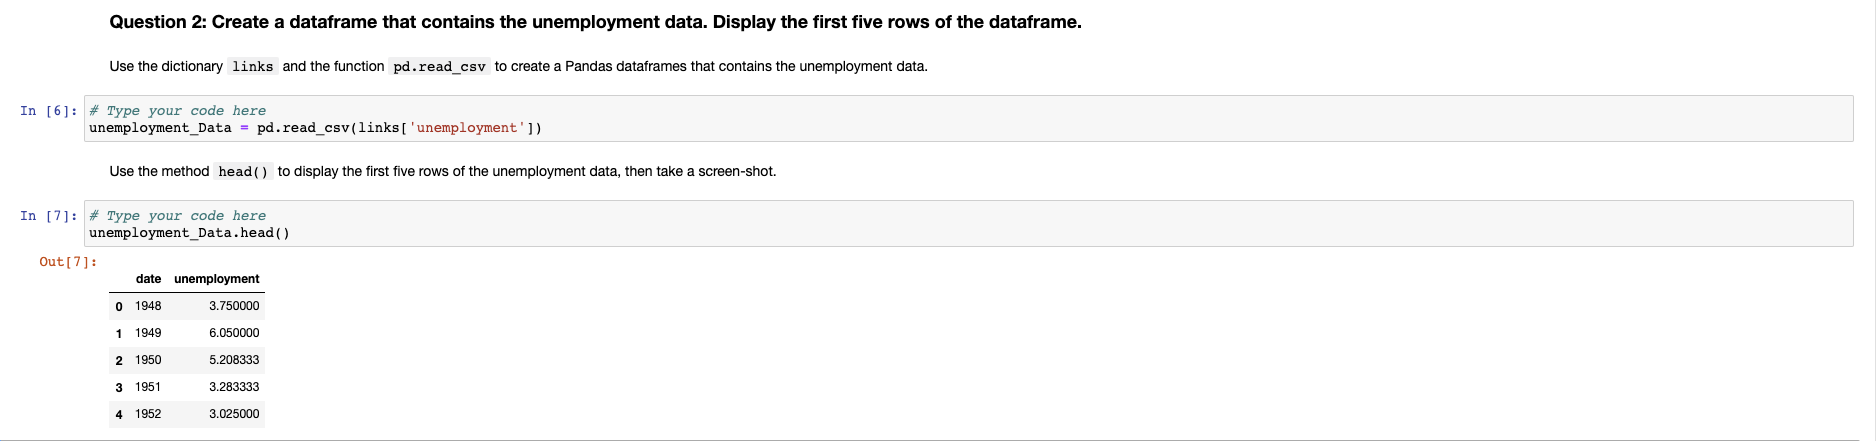 Question 2: Create a dataframe that contains the unemployment data. Display the first five rows of the dataframe.
Use the dictionary links and the function pd.read_csv to create a Pandas dataframes that contains the unemployment data.
In [6]: # Type your code here
unemployment_Data = pd.read_csv(links['unemployment'])
Use the method head() to display the first five rows of the unemployment data, then take a screen-shot.
In [7]: # Type your code here
unemployment_Data.head()
Out[7]:
date unemployment
0 1948 3.750000
1 1949 6.050000
2 1950 5.208333
3 1951 3.283333
4 1952 3.025000